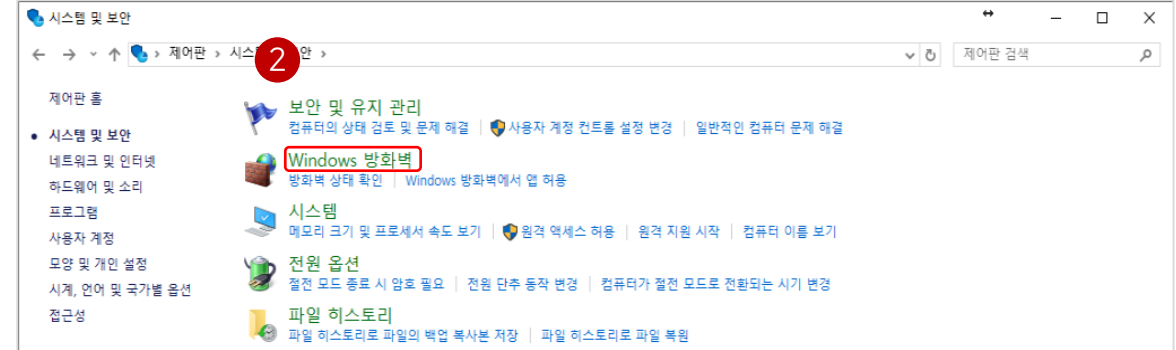 시스템 및 보안
제어판 › 시스 안 ›
제어판 검색
2
제어판 홈
시스템 및 보안
네트워크 및 인터넷
하드웨어 및 소리
프로그램
사용자 계정
모양 및 개인 설정
시계, 언어 및 국가별 옵션
접근성
보안 및 유지 관리
컴퓨터의 상태 검토 및 문제 해결 | 사용자 계정 컨트롤 설정 변경 | 일반적인 컴퓨터 문제 해결
Windows 방화벽
방화벽 상태 확인 | Windows 방화벽에서 앱 허용
시스템
메모리 크기 및 프로세서 속도 보기 | 원격 액세스 허용 | 원격 지원 시작 | 컴퓨터 이름 보기
전원 옵션
절전 모드 종료 시 암호 필요 | 전원 단추 동작 변경 | 컴퓨터가 절전 모드로 전환되는 시기 변경
파일 히스토리
파일 히스토리로 파일의 백업 복사본 저장 | 파일 히스토리로 파일 복원